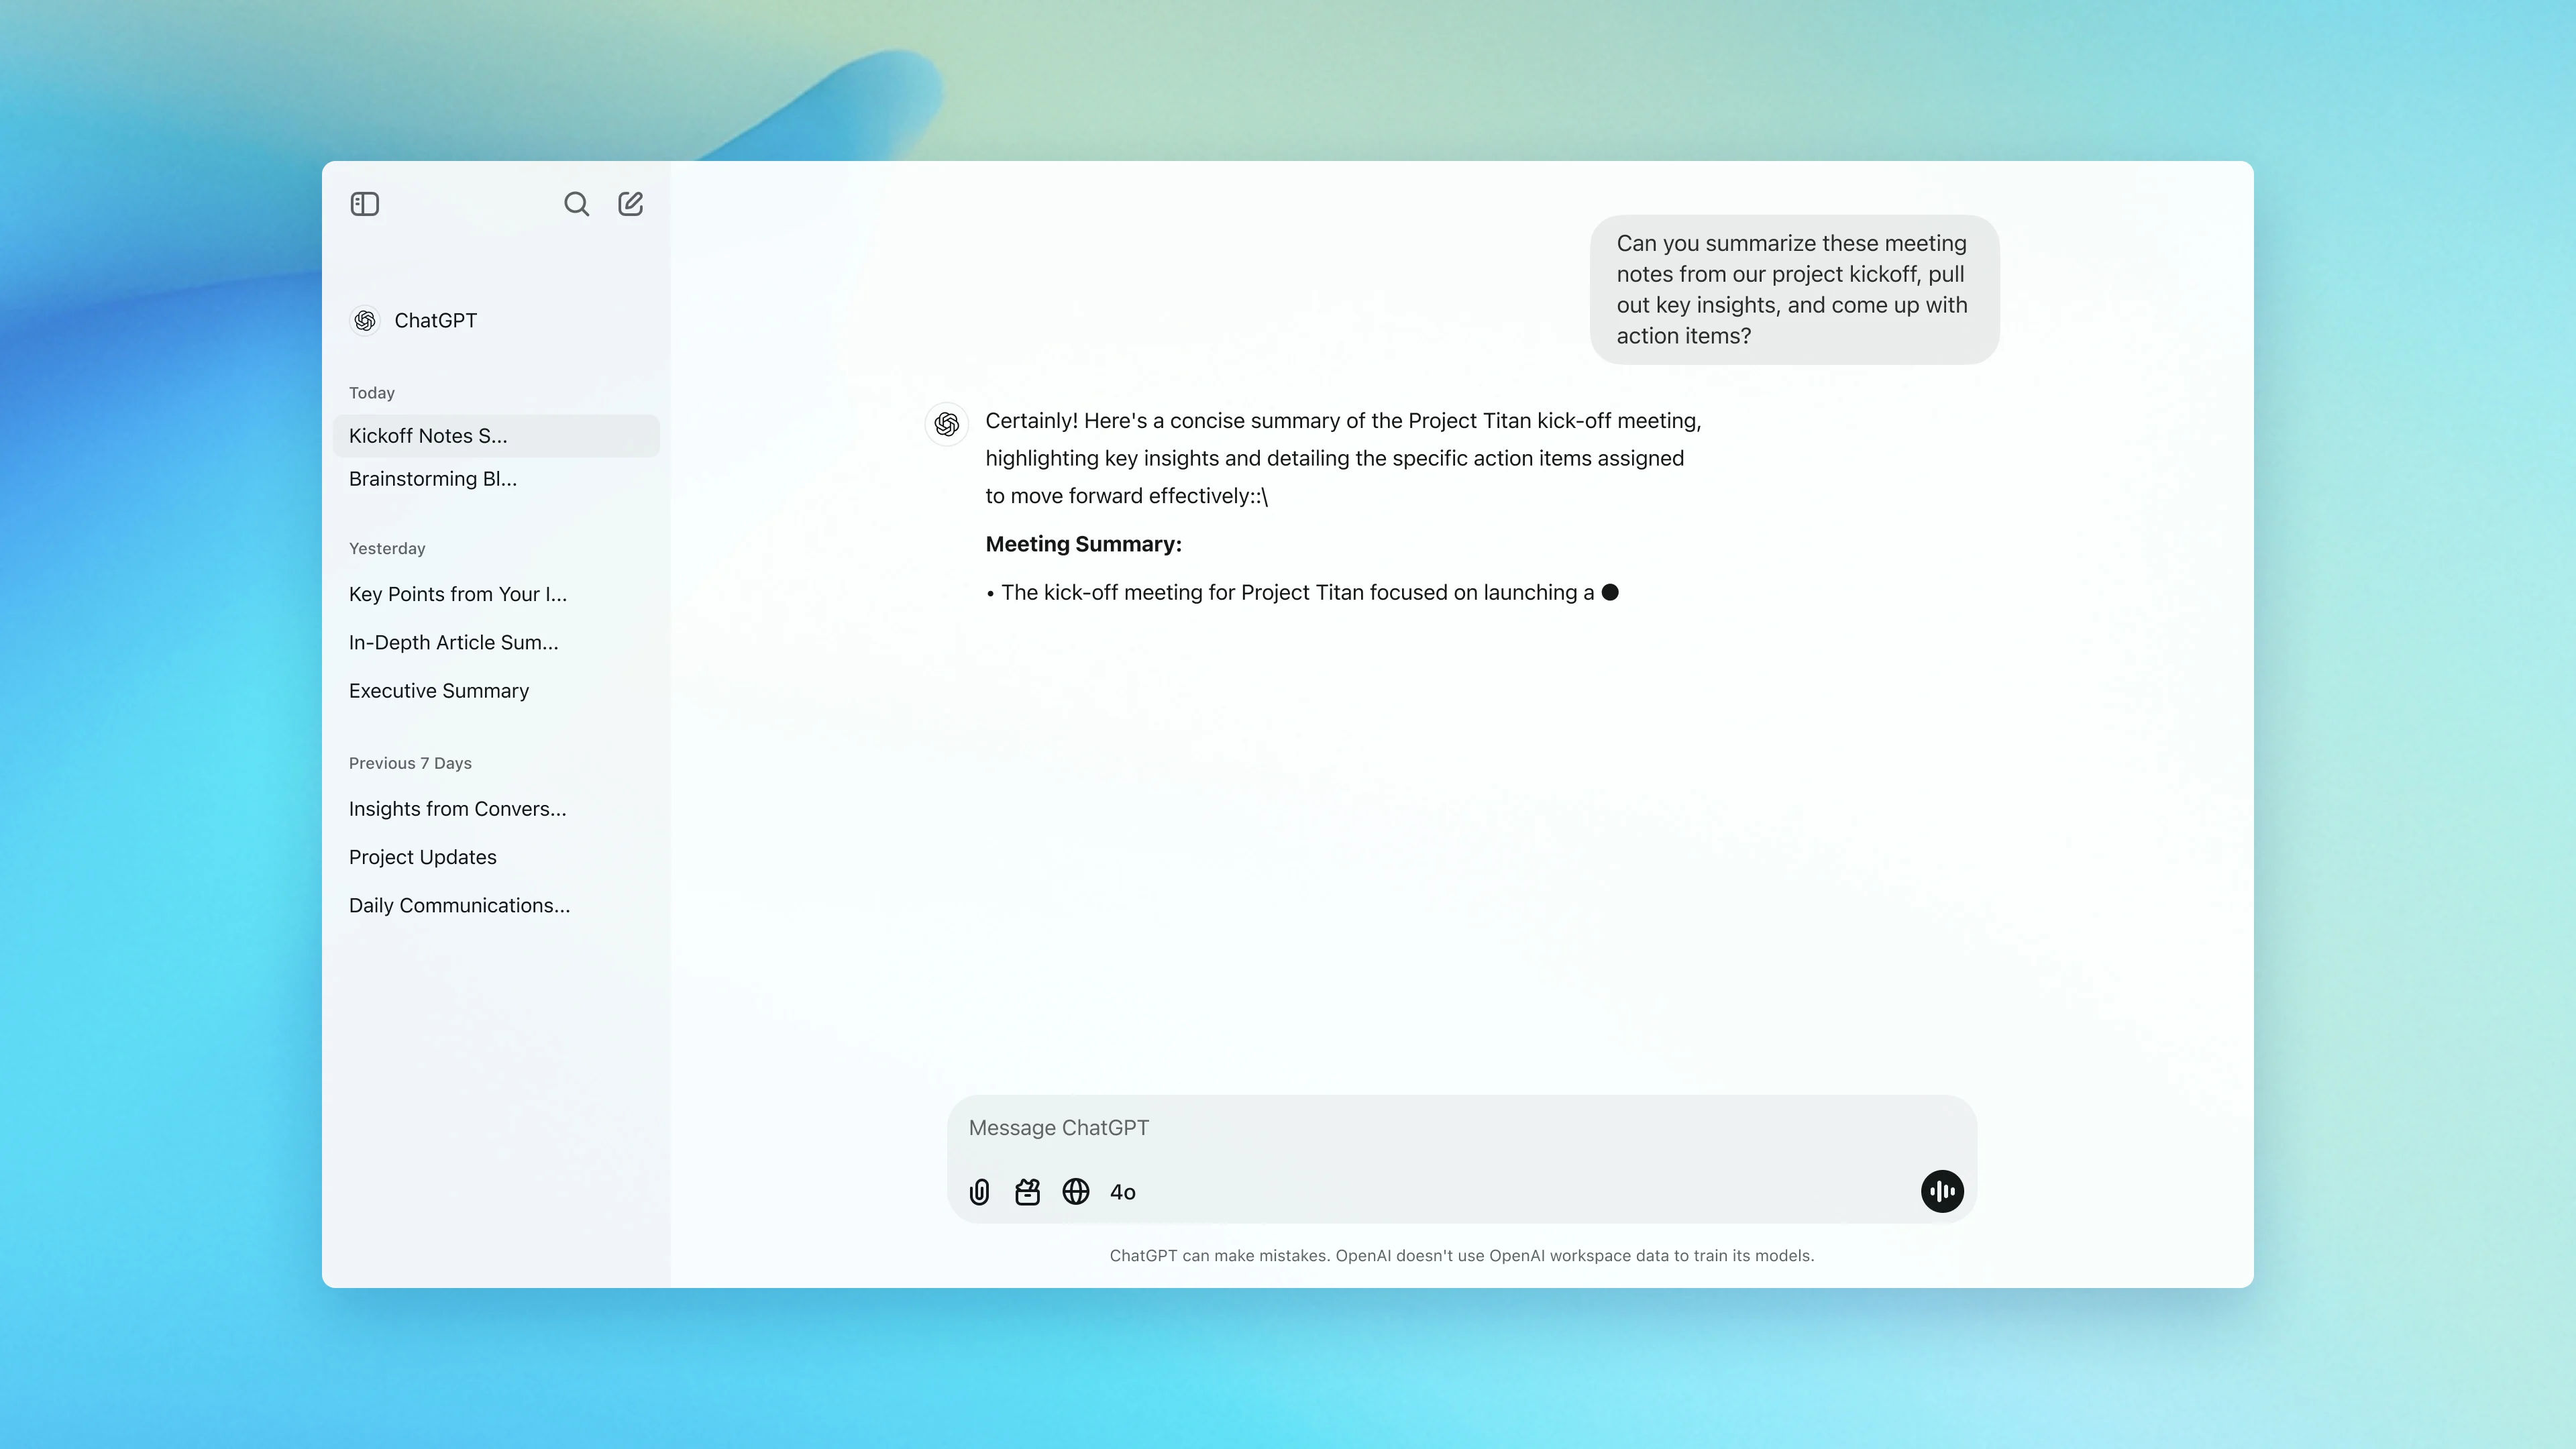 ChatGPT
Today
Kickoff Notes S...
Brainstorming Bl...
Yesterday
Key Points from Your I...
In-Depth Article Sum...
Executive Summary
Previous 7 Days
Insights from Convers...
Project Updates
Daily Communications...
Can you summarize these meeting
notes from our project kickoff, pull
out key insights, and come up with
action items?
Certainly! Here's a concise summary of the Project Titan kick-off meeting,
highlighting key insights and detailing the specific action items assigned
to move forward effectively::\
Meeting Summary:
• The kick-off meeting for Project Titan focused on launching a
Message ChatGPT
4o
ChatGPT can make mistakes. OpenAI doesn't use OpenAI workspace data to train its models.